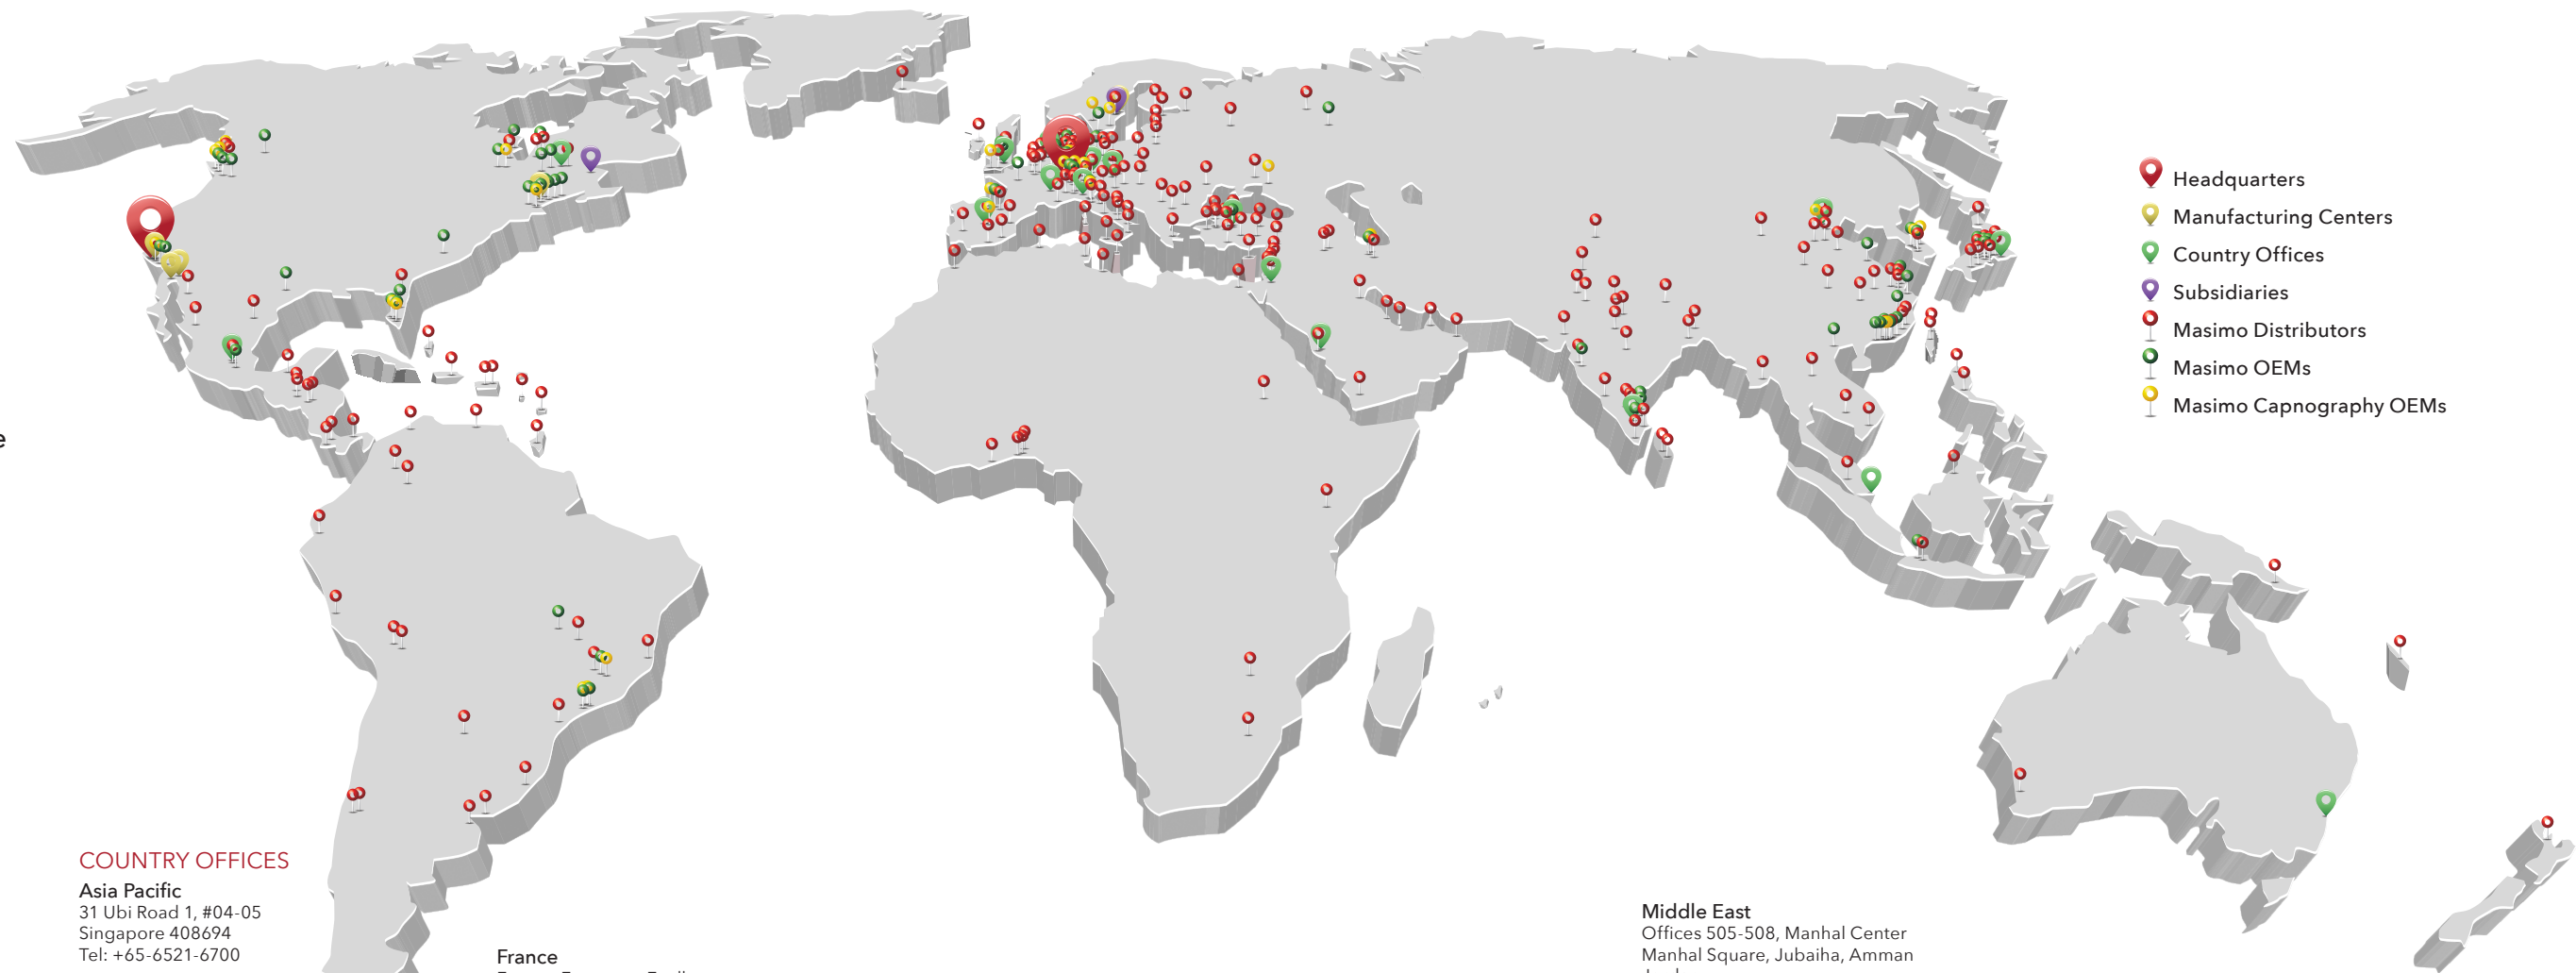 Headquarters
Manufacturing Centers
Country Offices
Subsidiaries
Masimo Distributors
Masimo OEMs
Masimo Capnography OEMs
e
COUNTRY OFFICES
Asia Pacific
31 Ubi Road 1, #04-05
Singapore 408694
Tel: +65-6521-6700
France
Middle East
Offices 505-508, Manhal Center
Manhal Square, Jubaiha, Amman